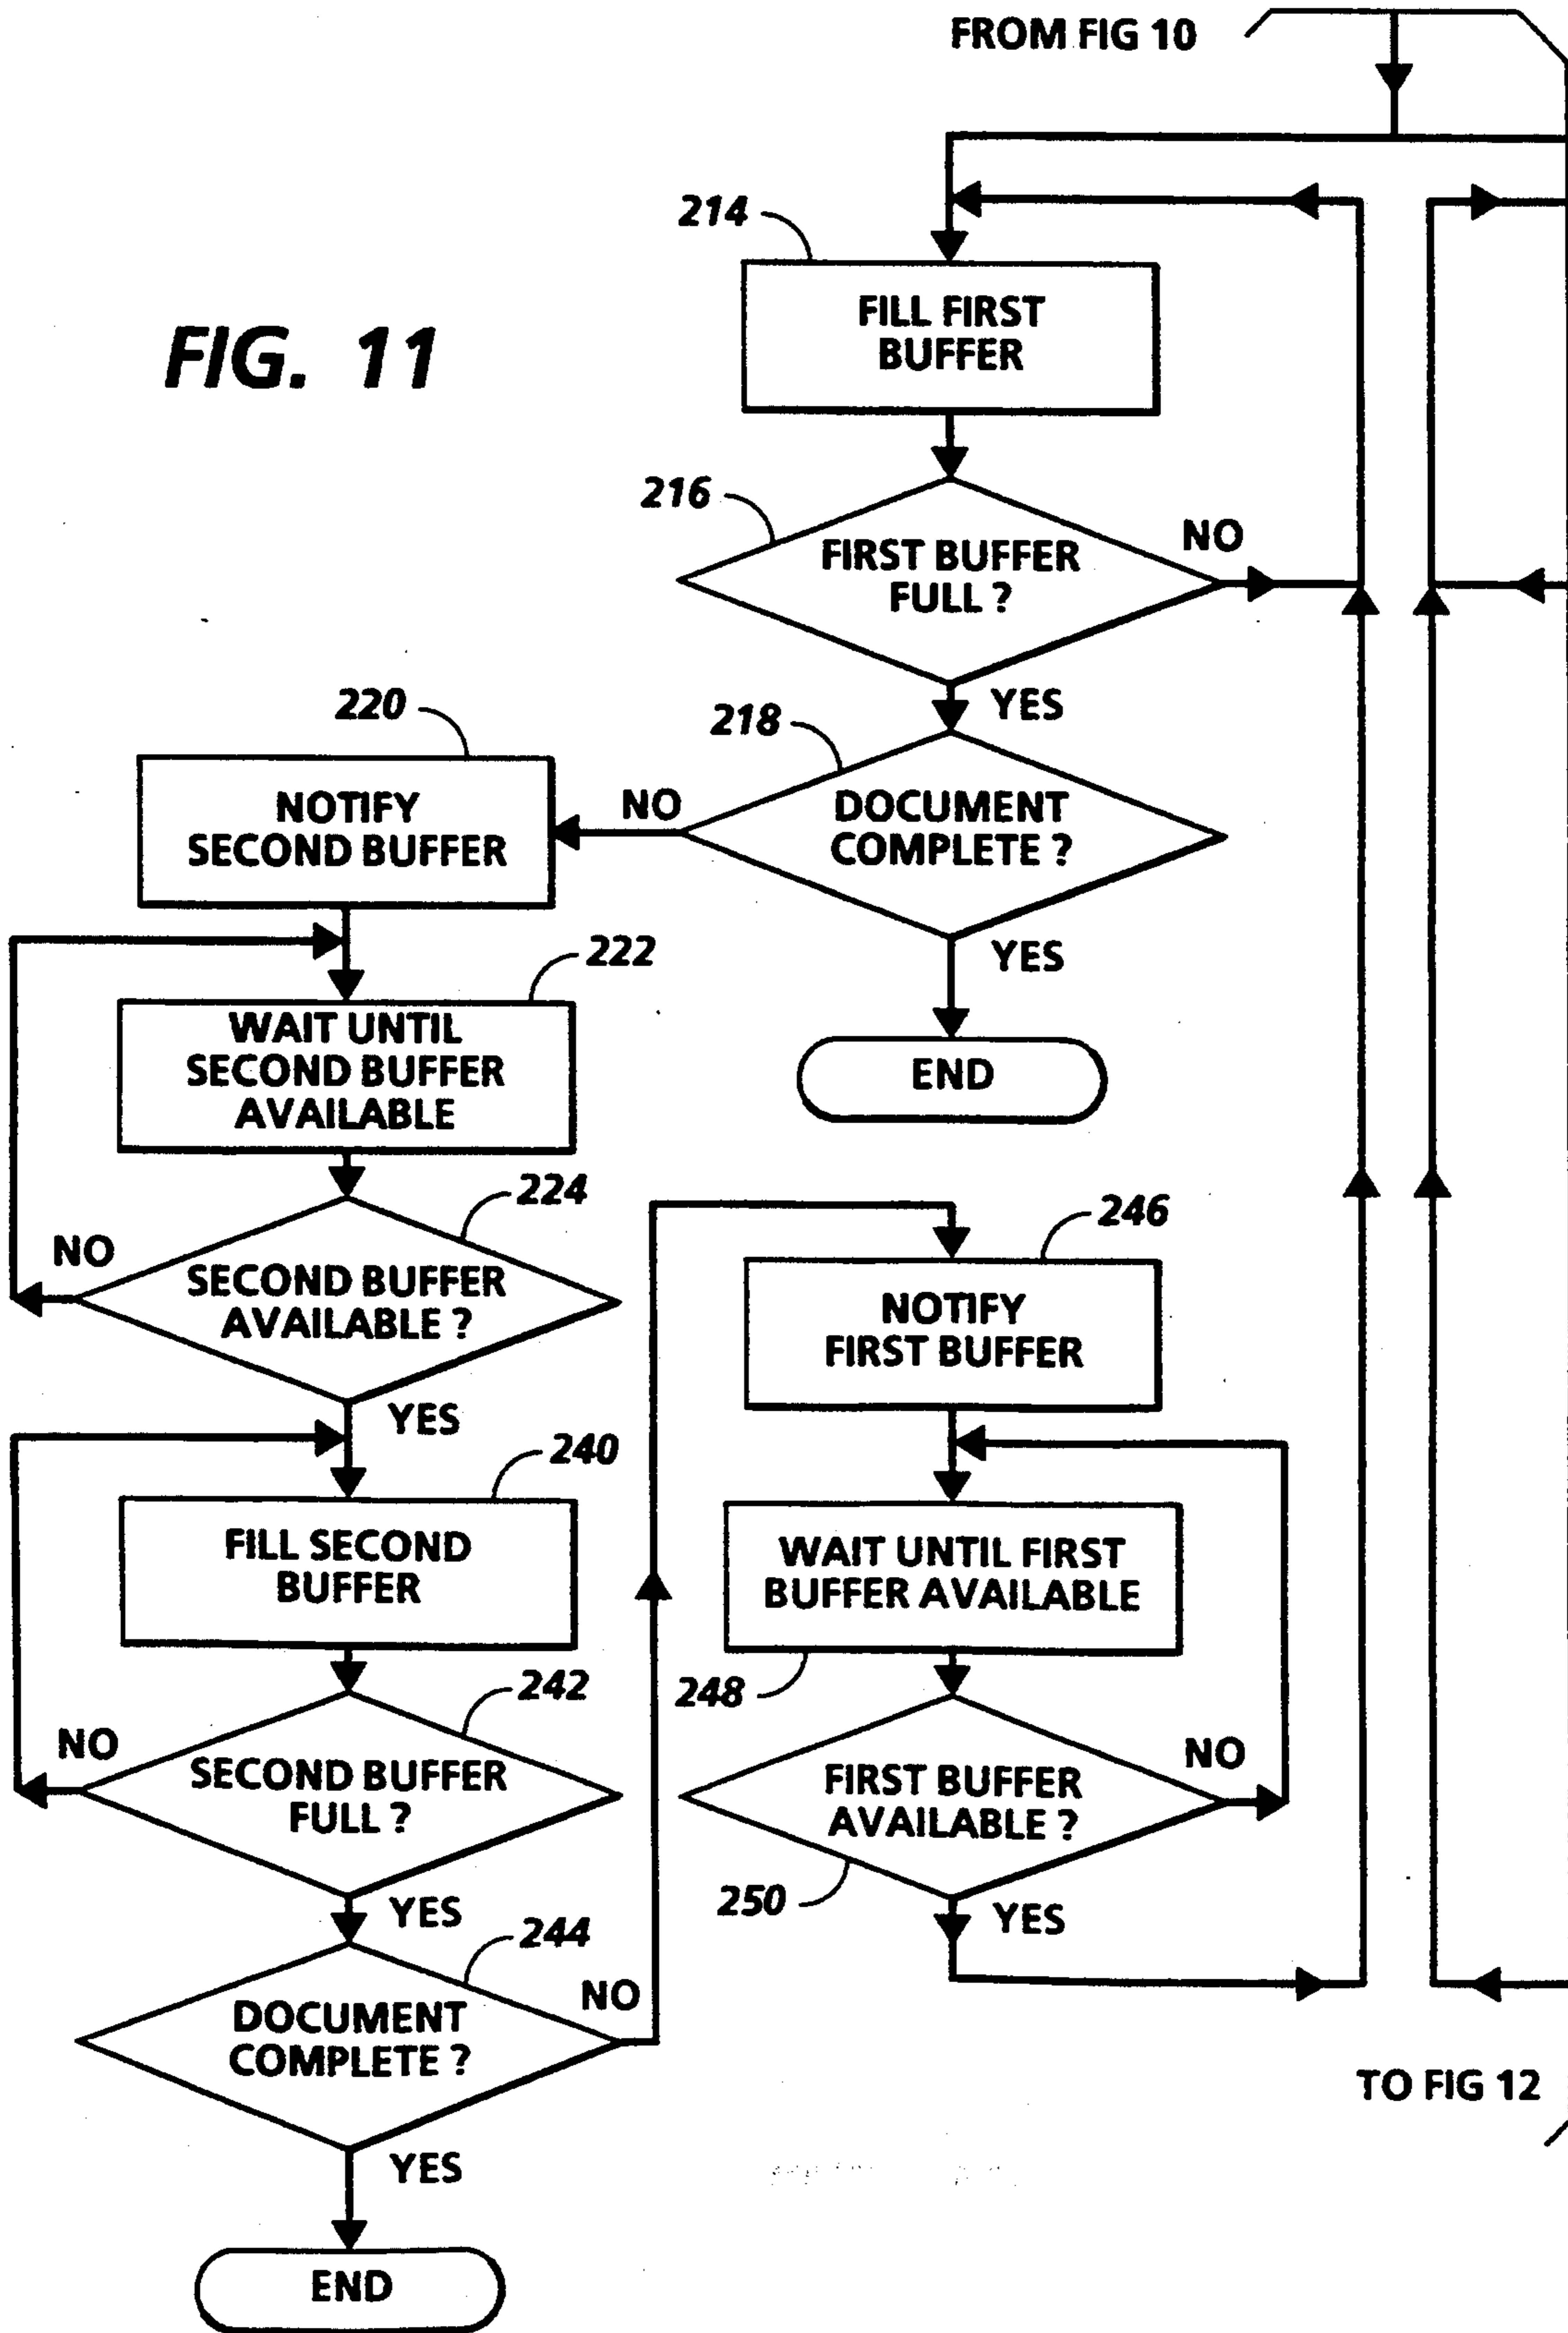 FROM FIG 10
FIG. 11
214
FILL FIRST
BUFFER
216
FIRST BUFFER
FULL ?
NO
YES
218
DOCUMENT
COMPLETE ?
NO
YES
END
220
NOTIFY
SECOND BUFFER
222
WAIT UNTIL
SECOND BUFFER
AVAILABLE
224
SECOND BUFFER
AVAILABLE ?
NO
YES
240
FILL SECOND
BUFFER
242
SECOND BUFFER
FULL ?
NO
YES
244
DOCUMENT
COMPLETE ?
NO
YES
END
246
NOTIFY
FIRST BUFFER
WAIT UNTIL FIRST
BUFFER AVAILABLE
248
FIRST BUFFER
AVAILABLE ?
NO
250
YES
TO FIG 12